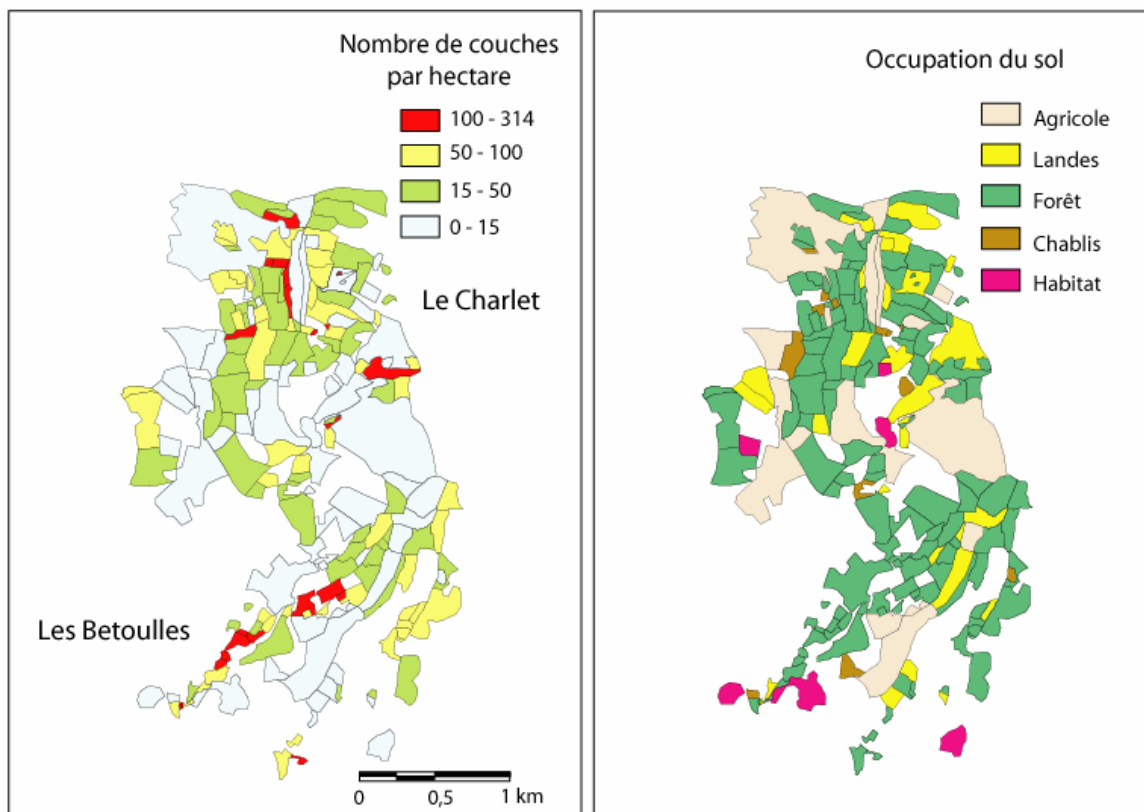 Nombre de couches
par hectare
100 - 314
50 - 100
15 - 50
0 - 15
Le Charlet
Les Betoulles
0 0,5 1 km
Occupation du sol
Agricole
Landes
Forêt
Chablis
Habitat